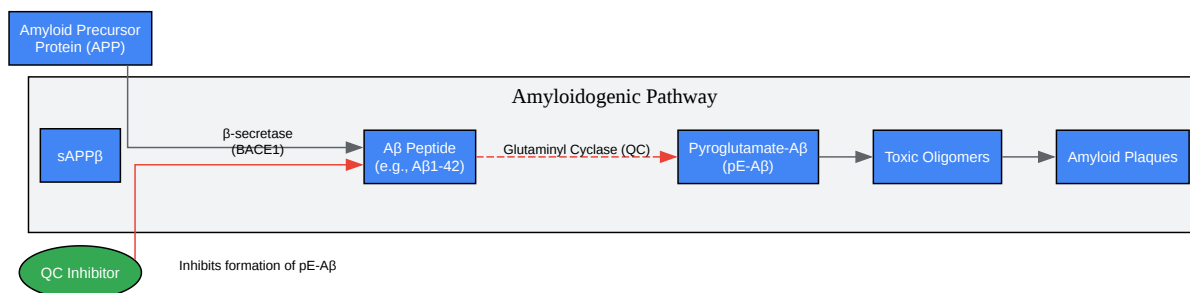 Amyloid Precursor
Protein (APP)
Amyloidogenic Pathway
sAPPβ
β-secretase
(BACE1)
Aβ Peptide
(e.g., Aβ1-42)
Glutaminyl Cyclase (QC)
Pyroglutamate-Aβ
(pE-Aβ)
Toxic Oligomers
Amyloid Plaques
QC Inhibitor
Inhibits formation of pE-Aβ